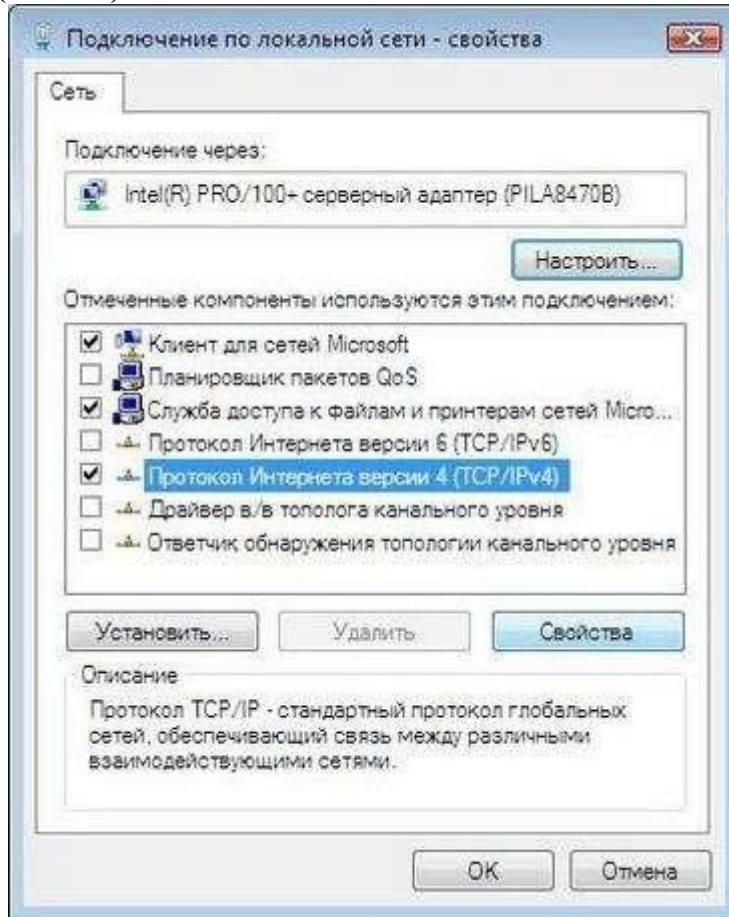 Подключение по локальной сети - свойства
Сеть
Подключение через:
Intel(R) PRO/100+ серверный адаптер (PILA8470B)
Настроить...
Отмеченные компоненты используются этим подключением:
Клиент для сетей Microsoft
Планировщик пакетов QoS
Служба доступа к файлам и принтерам сетей Micro...
Протокол Интернета версии 6 (TCP/IPv6)
Протокол Интернета версии 4 (TCP/IPv4)
Драйвер в/в тополога канального уровня
Ответчик обнаружения топологии канального уровня
Установить... Удалить Свойства
Описание
Протокол TCP/IP - стандартный протокол глобальных
сетей, обеспечивающий связь между различными
взаимодействующими сетями.
OK Отмена